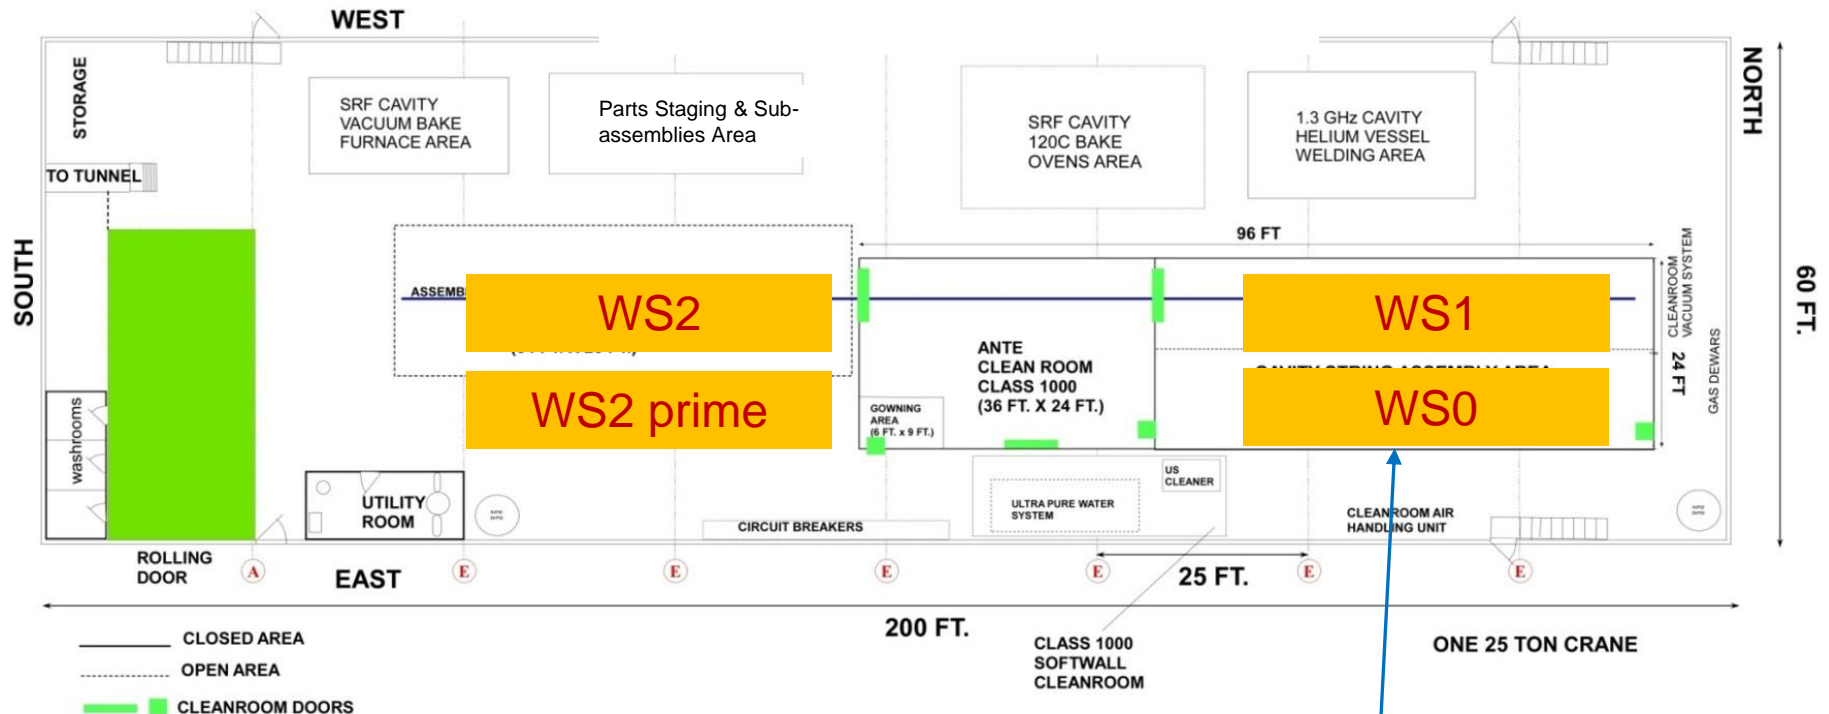 WEST
STORAGE
NORTH
SRF CAVITY
VACUUM BAKE
FURNACE AREA
Parts Staging & Sub-
assemblies Area
SRF CAVITY
120C BAKE
OVENS AREA
1.3 GHz CAVITY
HELIUM VESSEL
WELDING AREA
TO TUNNEL
SOUTH
96 FT
CLEANROOM
VACUUM SYSTEM
60 FT.
WS2
WS1
ANTE
CLEAN ROOM
CLASS 1000
(36 FT. X 24 FT.)
24 FT
GAS DEWARS
WS2 prime
WS0
GOWNING
AREA
(6 FT. x 9 FT.)
washrooms
UTILITY
ROOM
sump
pump
US
CLEANER
ULTRA PURE WATER
SYSTEM
CIRCUIT BREAKERS
CLEANROOM AIR
HANDLING UNIT
sump
pump
ROLLING
DOOR
A
EAST
E
E
E
E
25 FT.
E
E
200 FT.
CLOSED AREA
OPEN AREA
CLEANROOM DOORS
CLASS 1000
SOFTWALL
CLEANROOM
ONE 25 TON CRANE